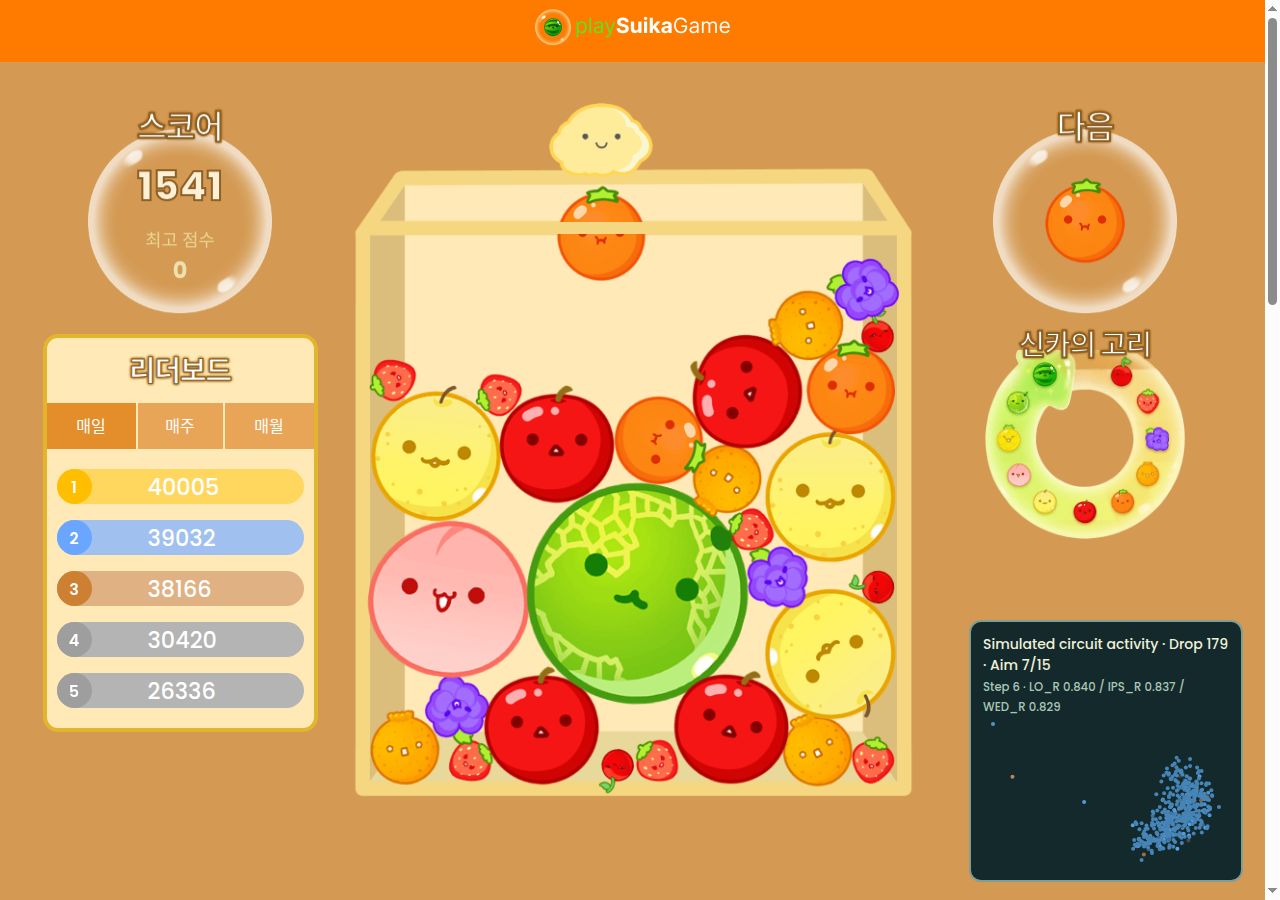 playSuikaGame
스코어
1541
최고 점수
0
리더보드
매일 매주 매월
1 40005
2 39032
3 38166
4 30420
5 26336
다음
신카의 고리
Simulated circuit activity · Drop 179
· Aim 7/15
Step 6 · LO_R 0.840 / IPS_R 0.837 /
WED_R 0.829